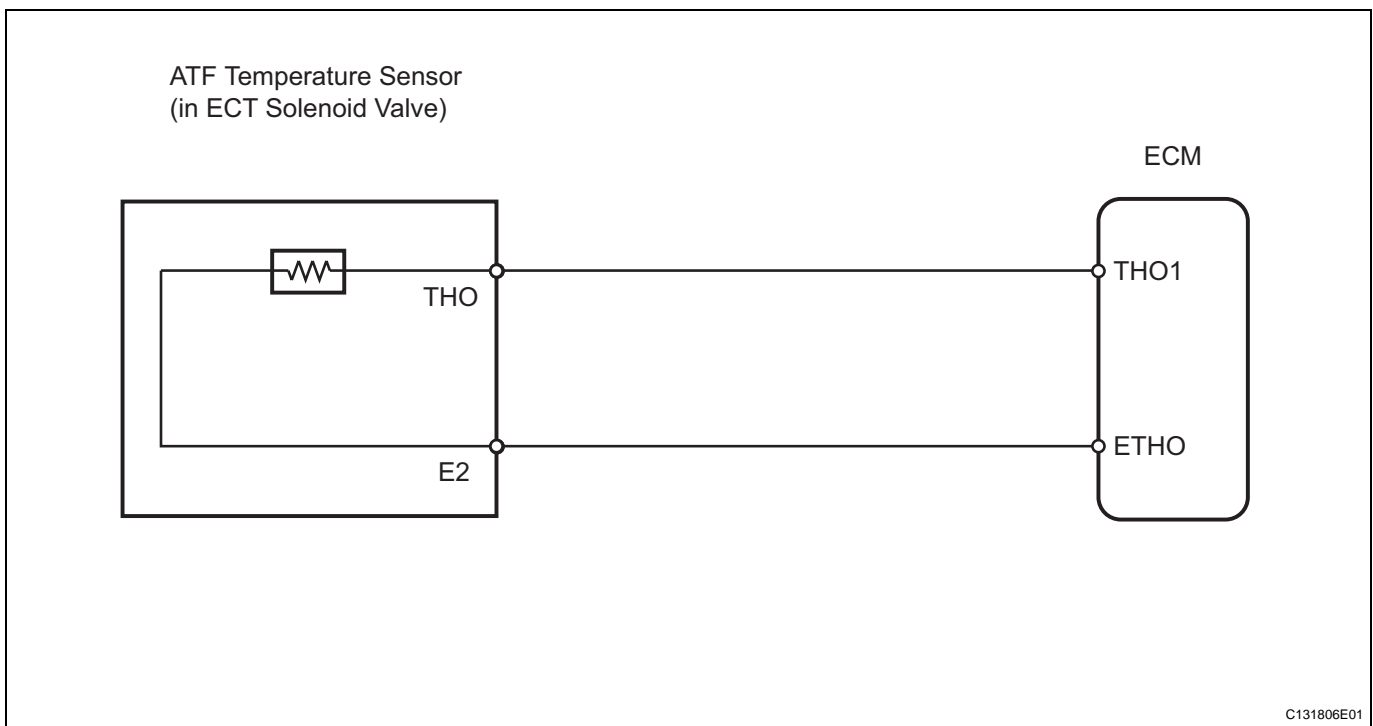 ATF Temperature Sensor
(in ECT Solenoid Valve)
ECM
THO
THO1
E2
ETHO
C131806E01